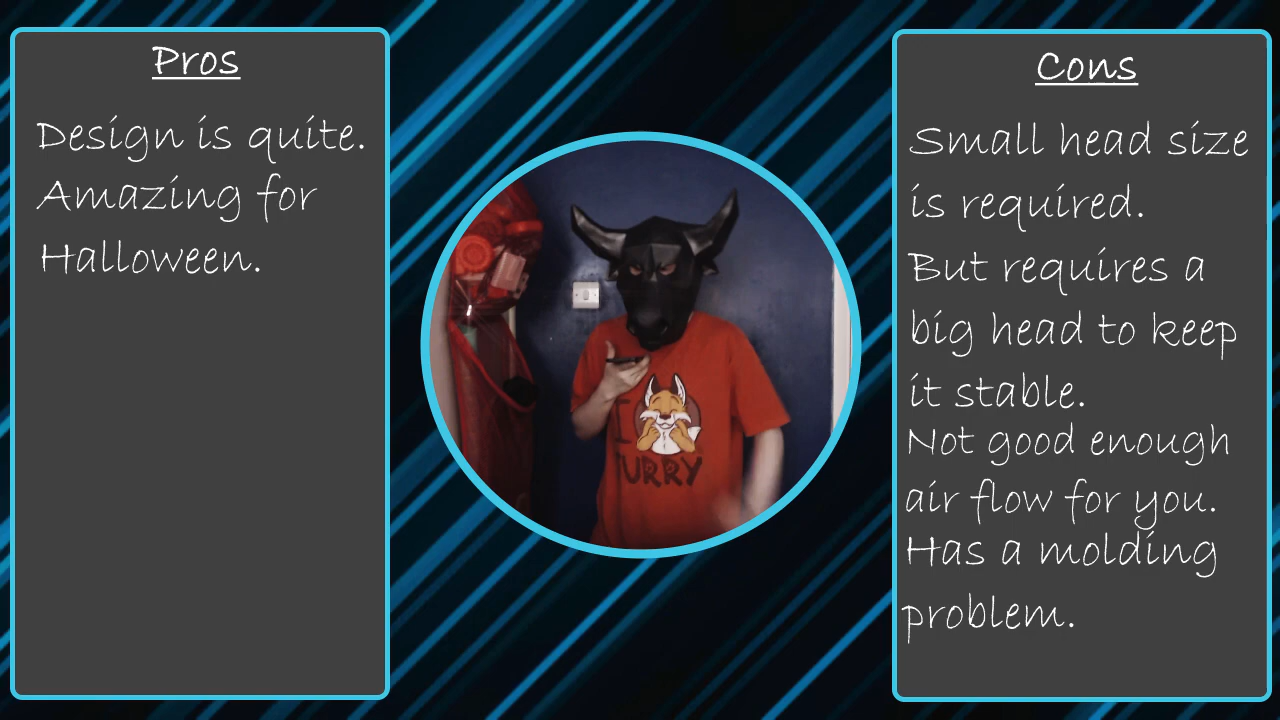 Pros
Design is quite.
Amazing for
Halloween.
I
FURRY
Cons
Small head size
is required.
But requires a
big head to keep
it stable.
Not good enough
air flow for you.
Has a molding
problem.